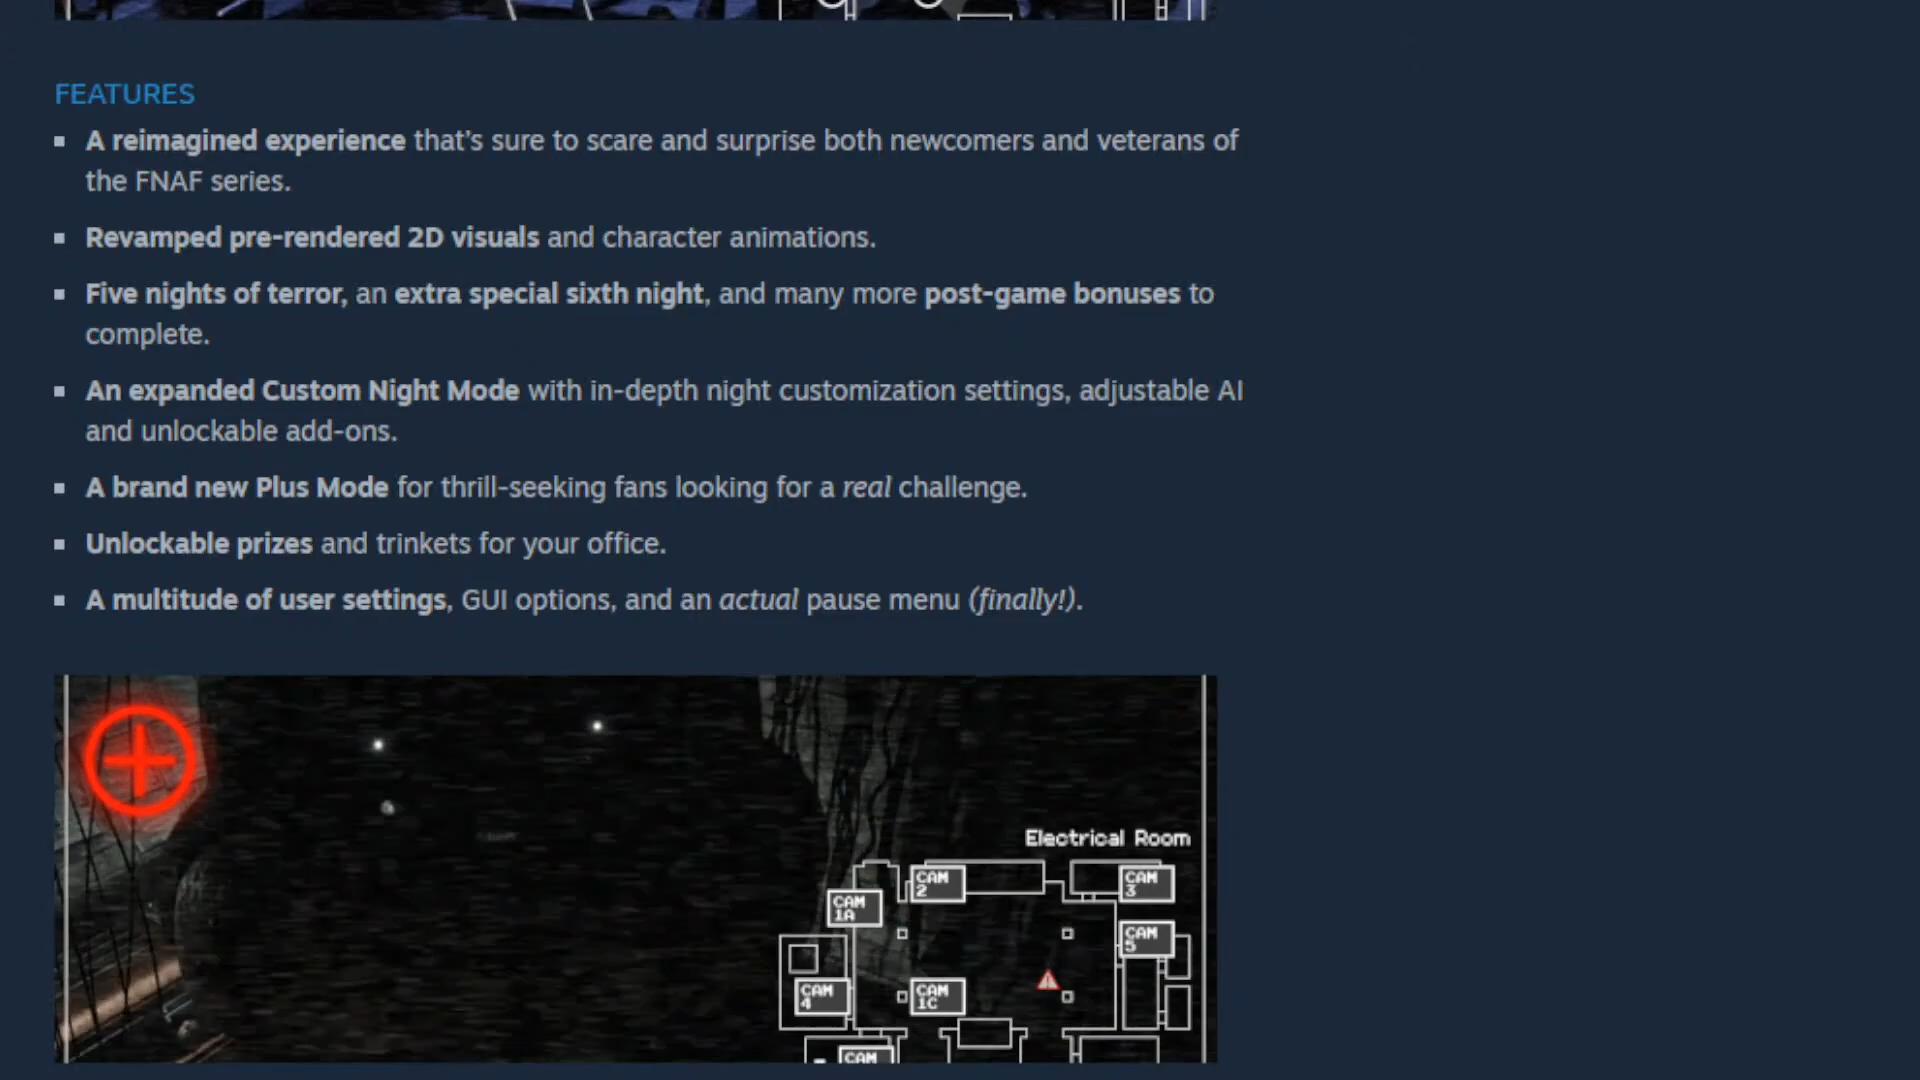 FEATURES
▪ A reimagined experience that's sure to scare and surprise both newcomers and veterans of
the FNAF series.
▪ Revamped pre-rendered 2D visuals and character animations.
▪ Five nights of terror, an extra special sixth night, and many more post-game bonuses to
complete.
▪ An expanded Custom Night Mode with in-depth night customization settings, adjustable AI
and unlockable add-ons.
▪ A brand new Plus Mode for thrill-seeking fans looking for a real challenge.
▪ Unlockable prizes and trinkets for your office.
▪ A multitude of user settings, GUI options, and an actual pause menu (finally!).
Electrical Room
CAM
2
CAM
3
CAM
1A
CAM
5
CAM
4
CAM
1C
CAM